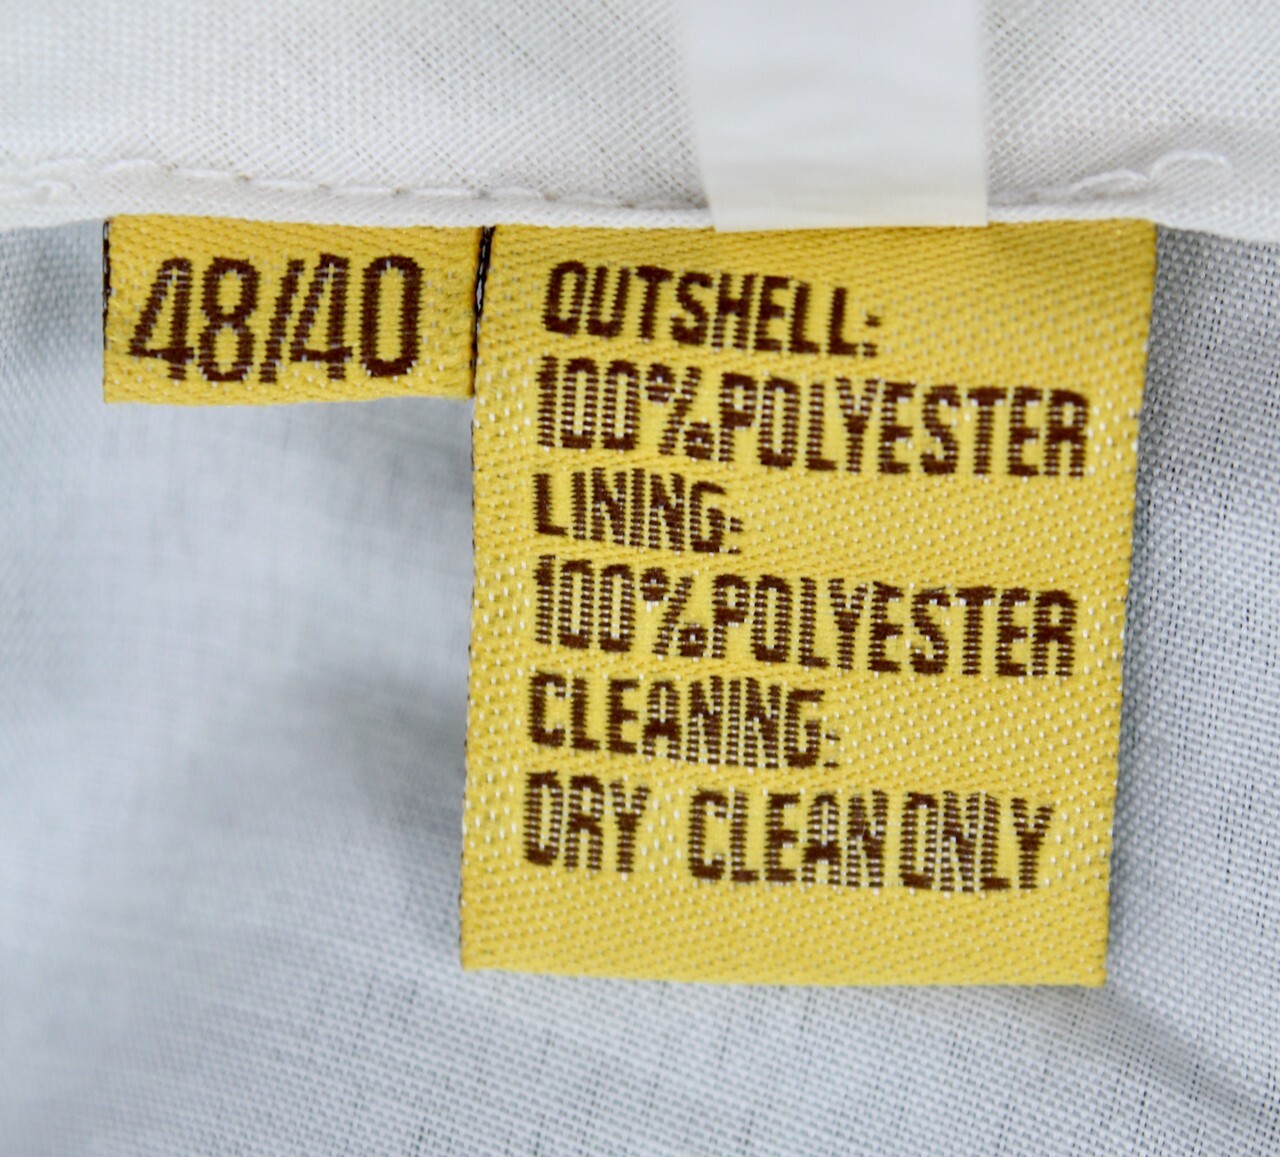 48/40
OUTSHELL:
100%POLYESTER
LINING:
100%POLYESTER
CLEANING:
DRY CLEAN ONLY